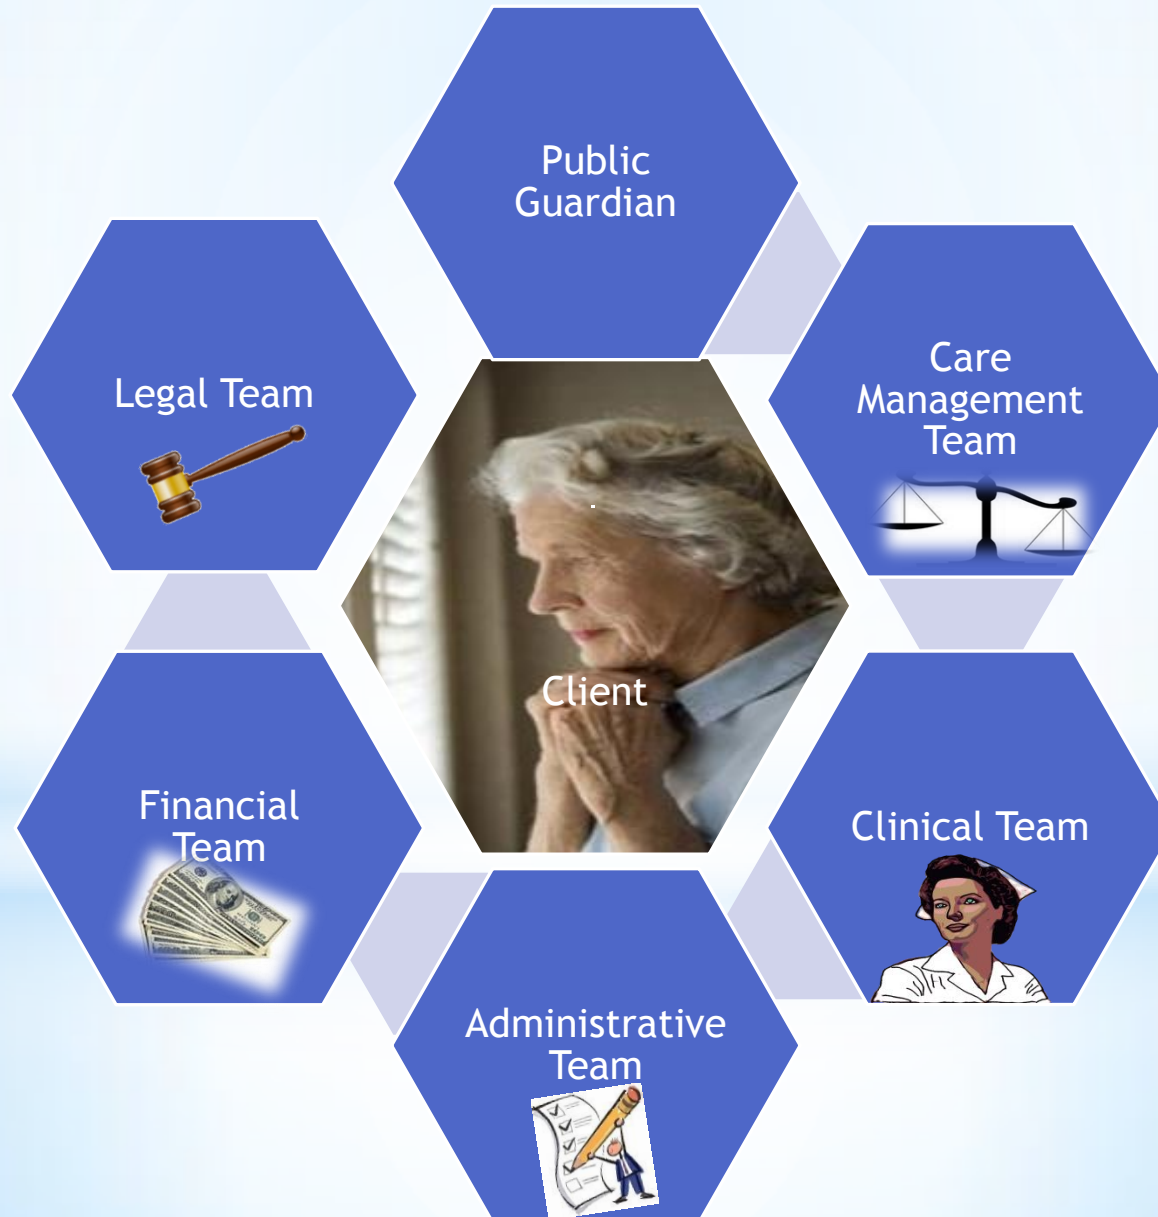 Public
Guardian
Care
Management
Team
Legal Team
Client
Financial
Team
Clinical Team
Administrative
Team